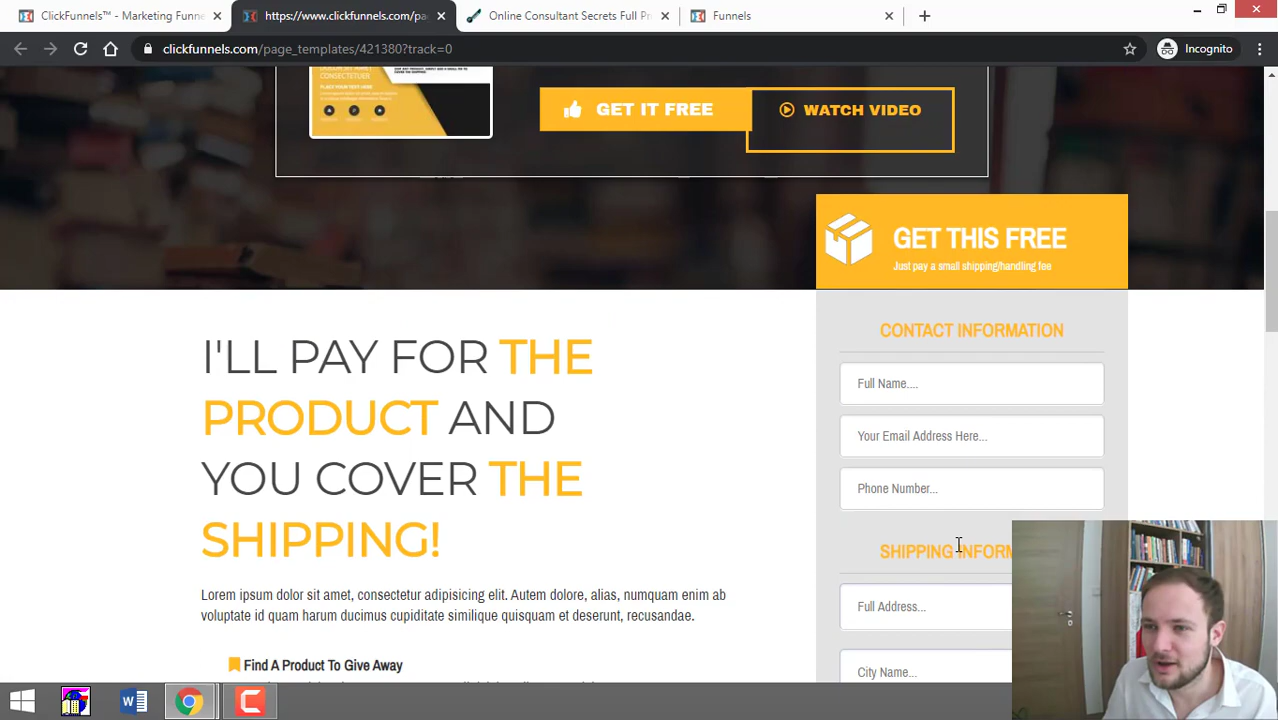 ClickFunnels™ - Marketing Funne
https://www.clickfunnels.com/pa
Online Consultant Secrets Full Pr
Funnels
clickfunnels.com/page_templates/421380?track=0
Incognito
GET IT FREE
WATCH VIDEO
GET THIS FREE
Just pay a small shipping/handling fee
I'LL PAY FOR THE
PRODUCT AND
YOU COVER THE
SHIPPING!
Lorem ipsum dolor sit amet, consectetur adipisicing elit. Autem dolore, alias, numquam enim ab
voluptate id quam harum ducimus cupiditate similique quisquam et deserunt, recusandae.
Find A Product To Give Away
CONTACT INFORMATION
Full Name....
Your Email Address Here...
Phone Number...
SHIPPING INFORM
Full Address...
City Name...